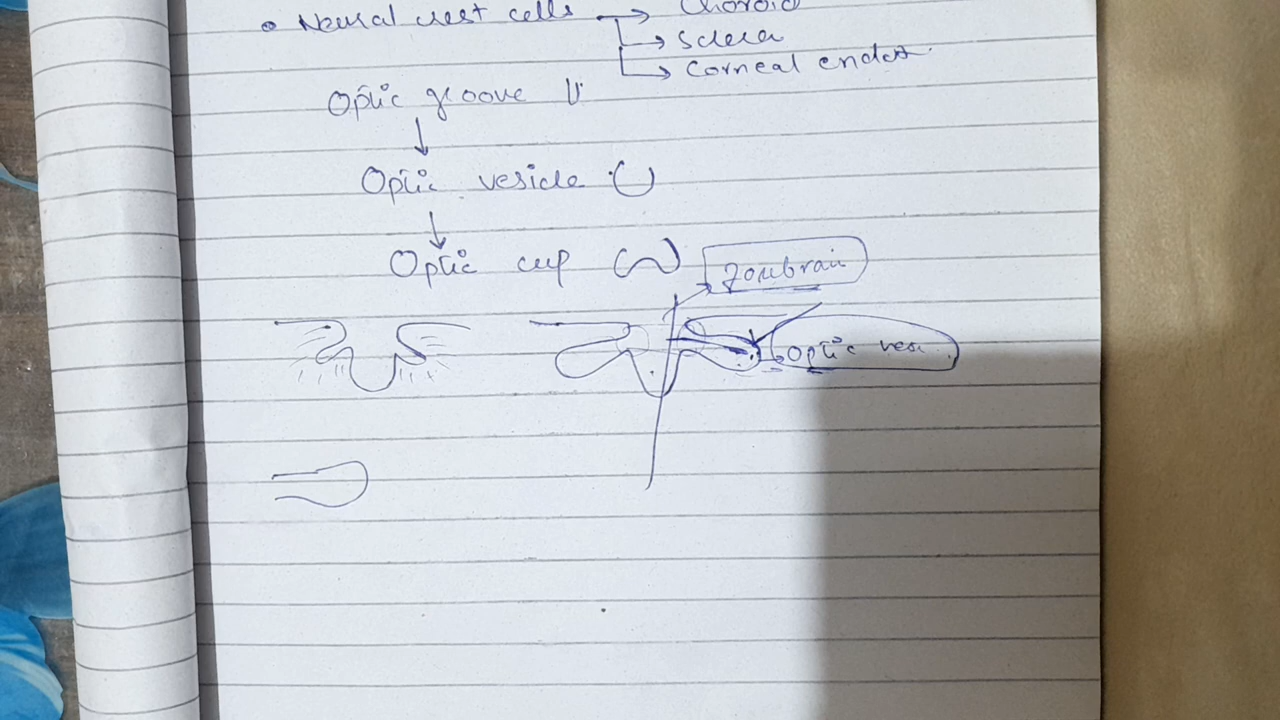 • Neural crest cells → Choroid
→ Sclera
→ Corneal endot
Optic groove
↓
Optic vesicle
↓
Optic cup
forebrain
Optic vesi